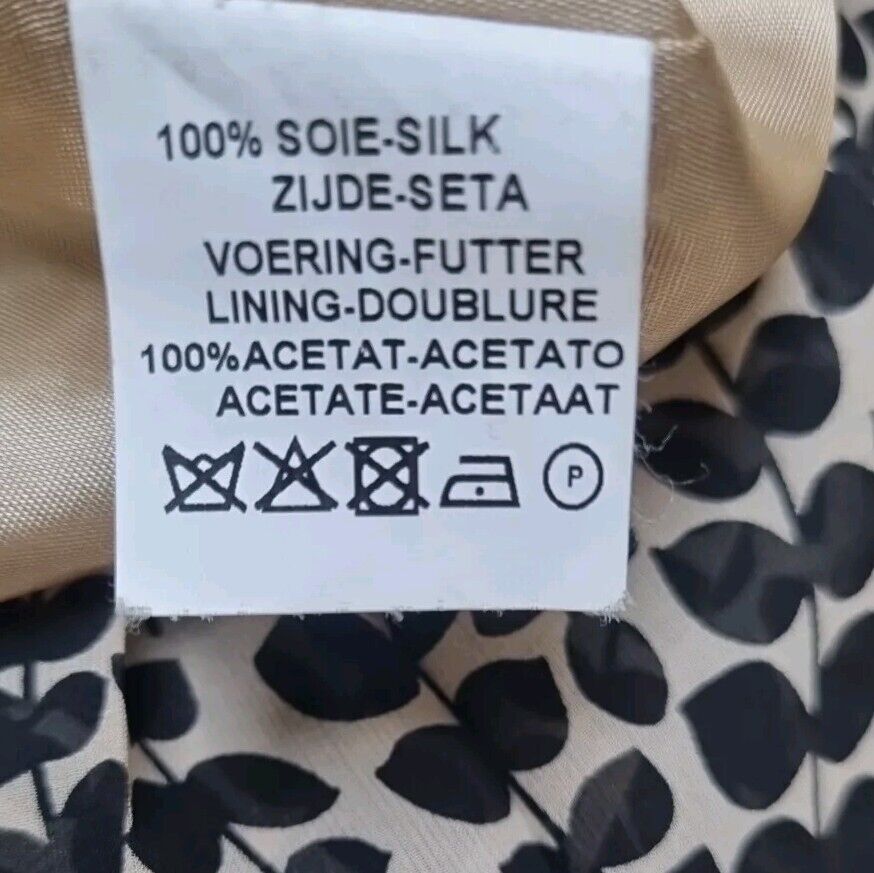 100% SOIE-SILK
ZIJDE-SETA
VOERING-FUTTER
LINING-DOUBLURE
100%ACETAT-ACETATO
ACETATE-ACETAAT
P